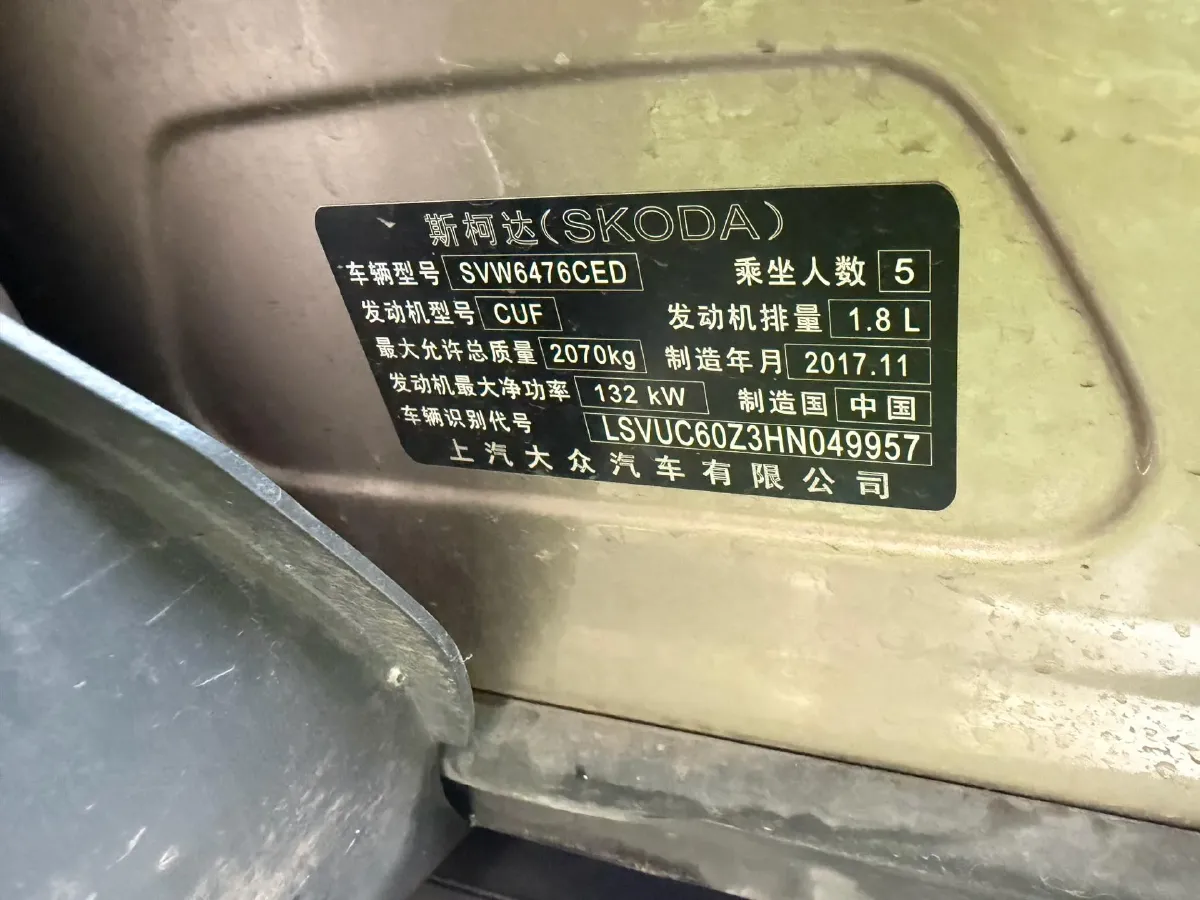 斯柯达(SKODA)
车辆型号 SVW6476CED 乘坐人数 5
发动机型号 CUF 发动机排量 1.8 L
最大允许总质量 2070kg 制造年月 2017.11
发动机最大净功率 132 kW 制造国 中国
车辆识别代号 LSVUC60Z3HN049957
上汽大众汽车有限公司